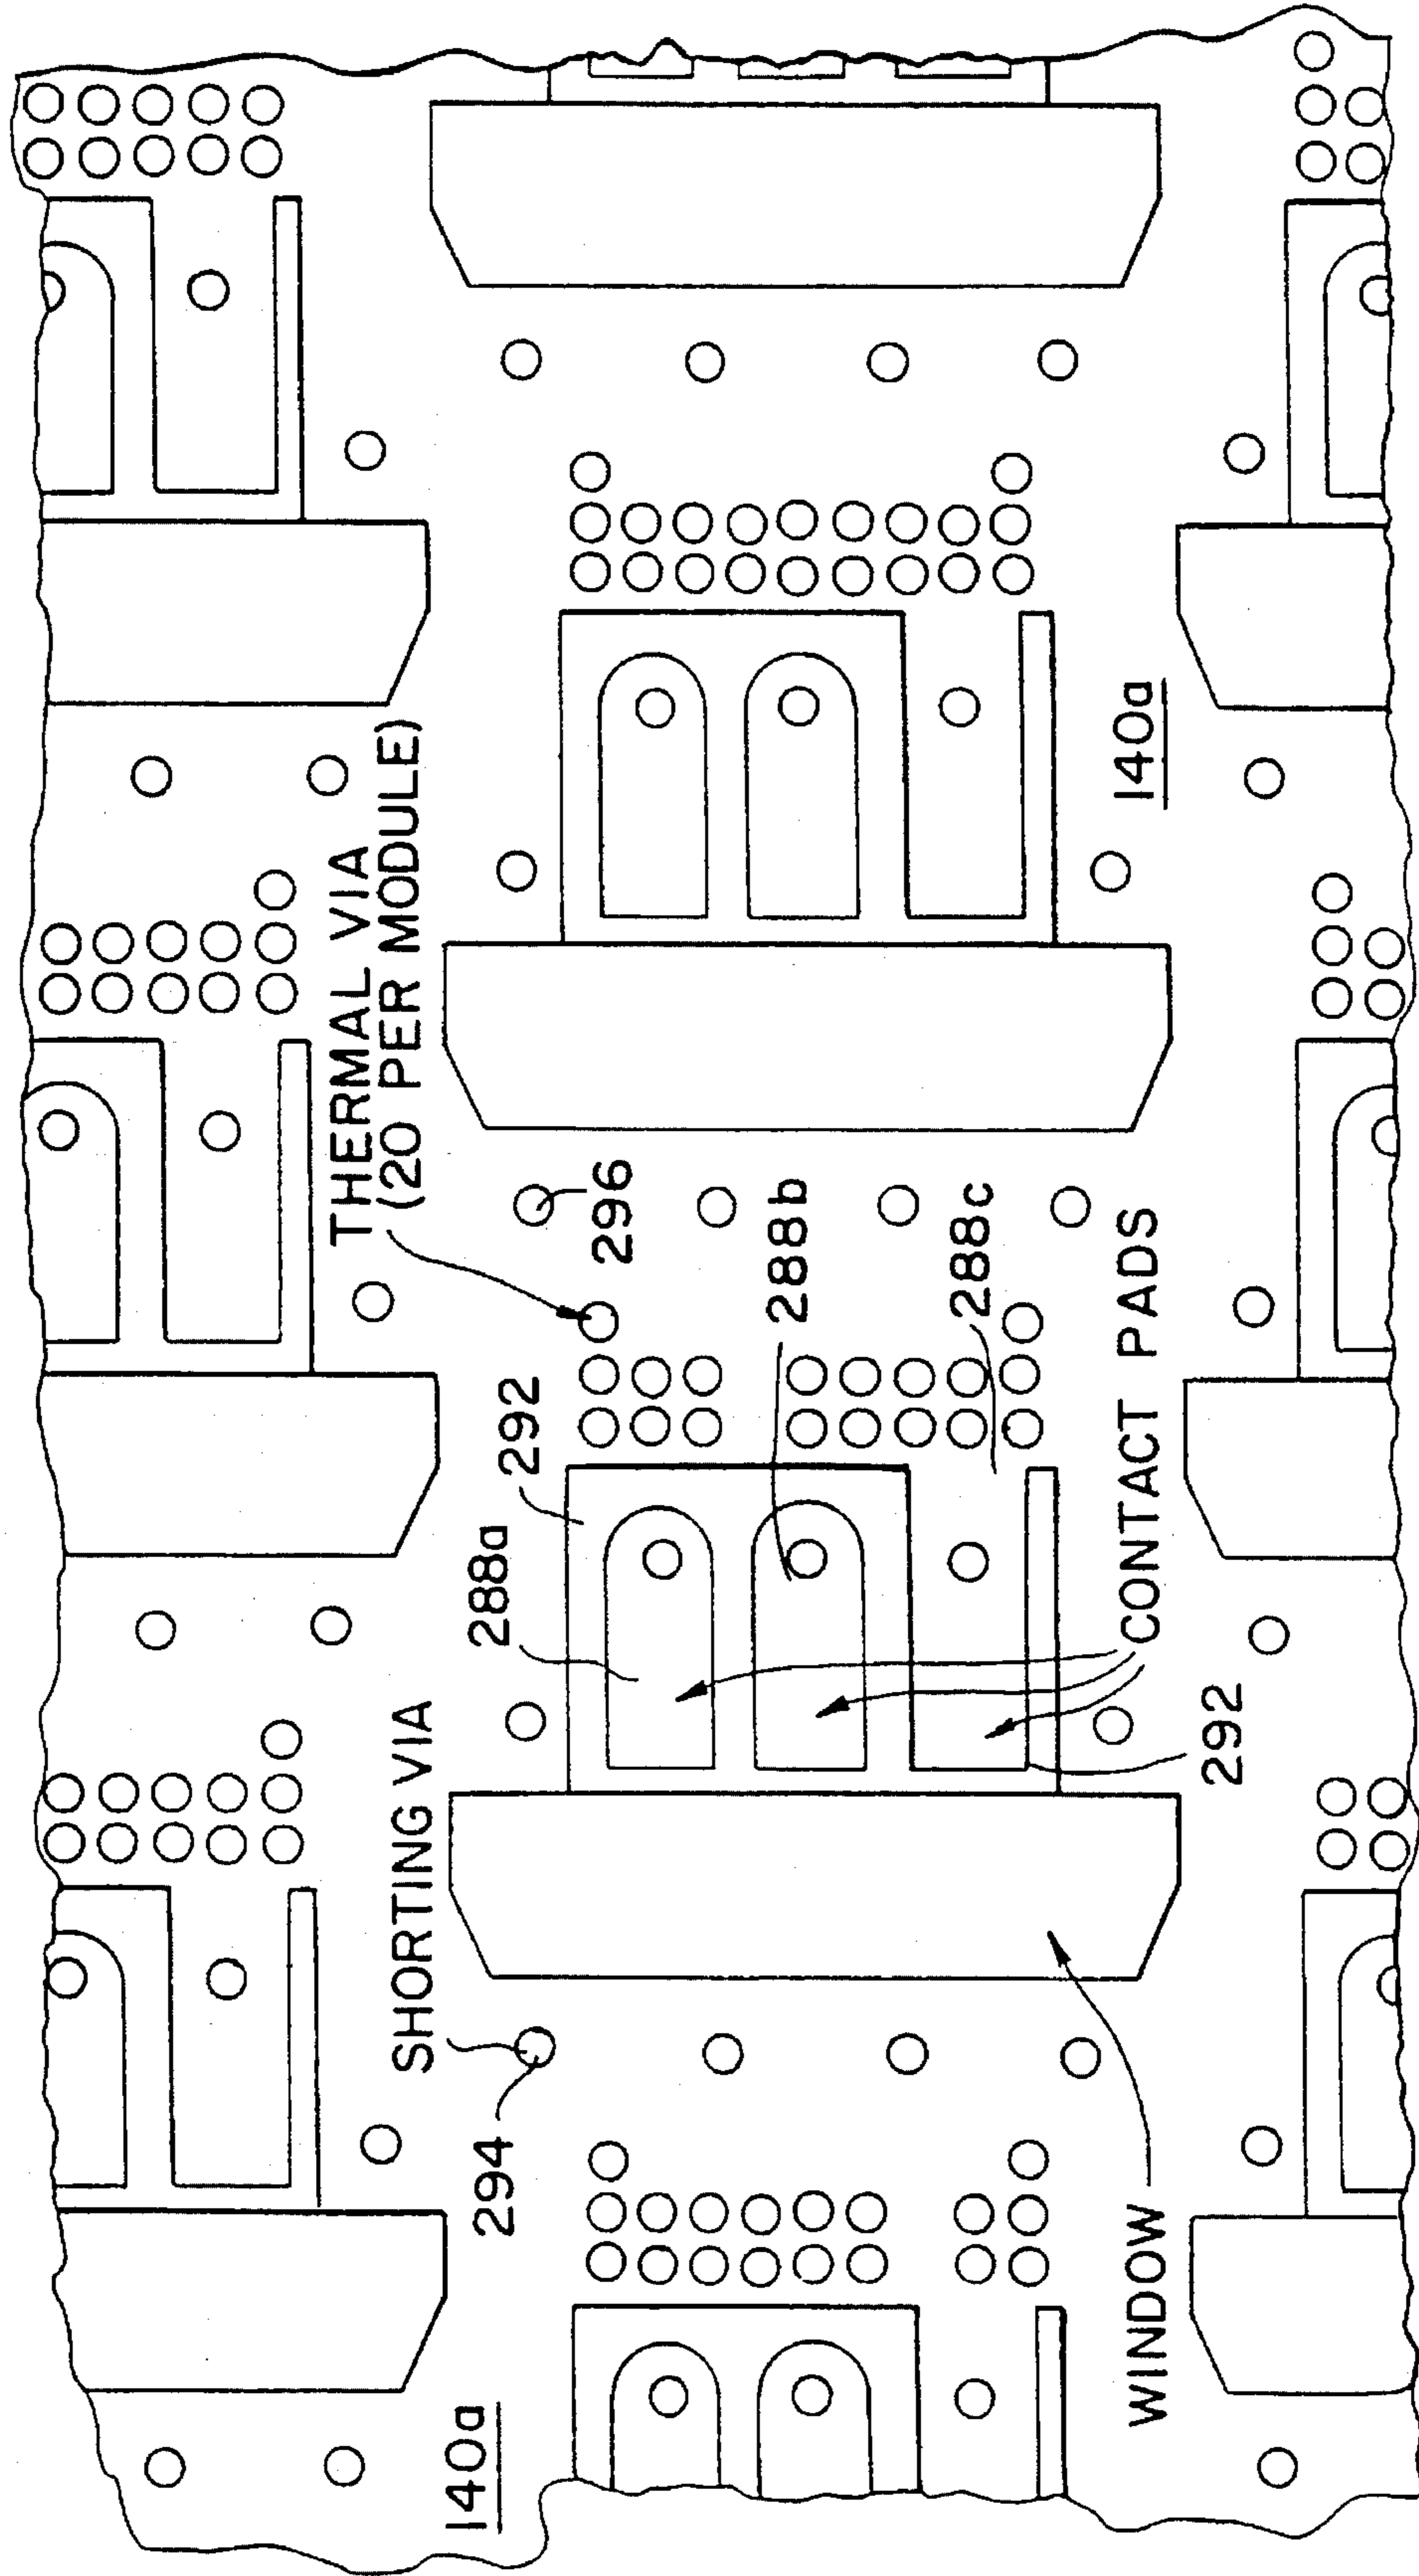 THERMAL VIA
(20 PER MODULE)
SHORTING VIA
294
296
292
288a
288b
288c
CONTACT PADS
292
WINDOW
140a
140a